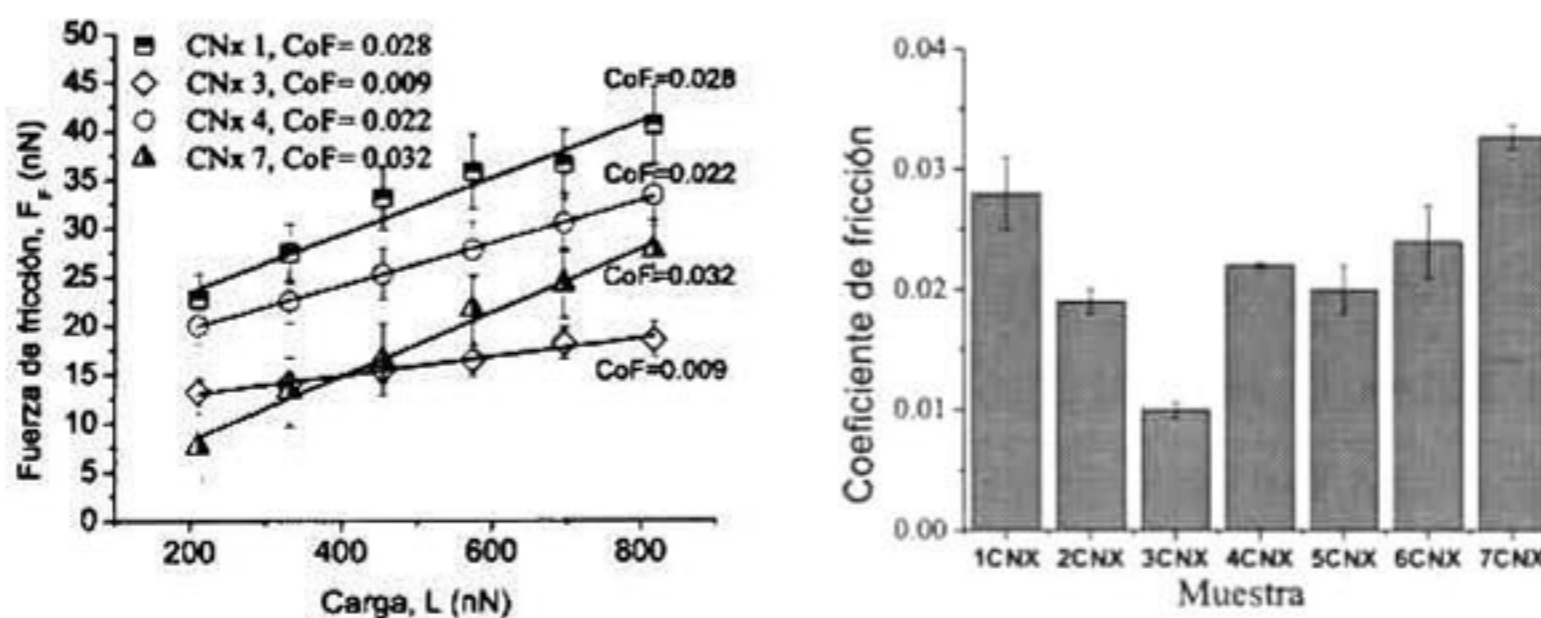 CNx 1, CoF= 0.028
CNx 3, CoF= 0.009
CNx 4, CoF= 0.022
CNx 7, CoF= 0.032
CoF=0.028
CoF=0.022
CoF=0.032
CoF=0.009
50
45
40
35
30
25
20
15
10
5
0
Fuerza de fricción, F_F (nN)
200 400 600 800
Carga, L (nN)
0.04
0.03
0.02
0.01
0.00
Coeficiente de fricción
1CNX 2CNX 3CNX 4CNX 5CNX 6CNX 7CNX
Muestra